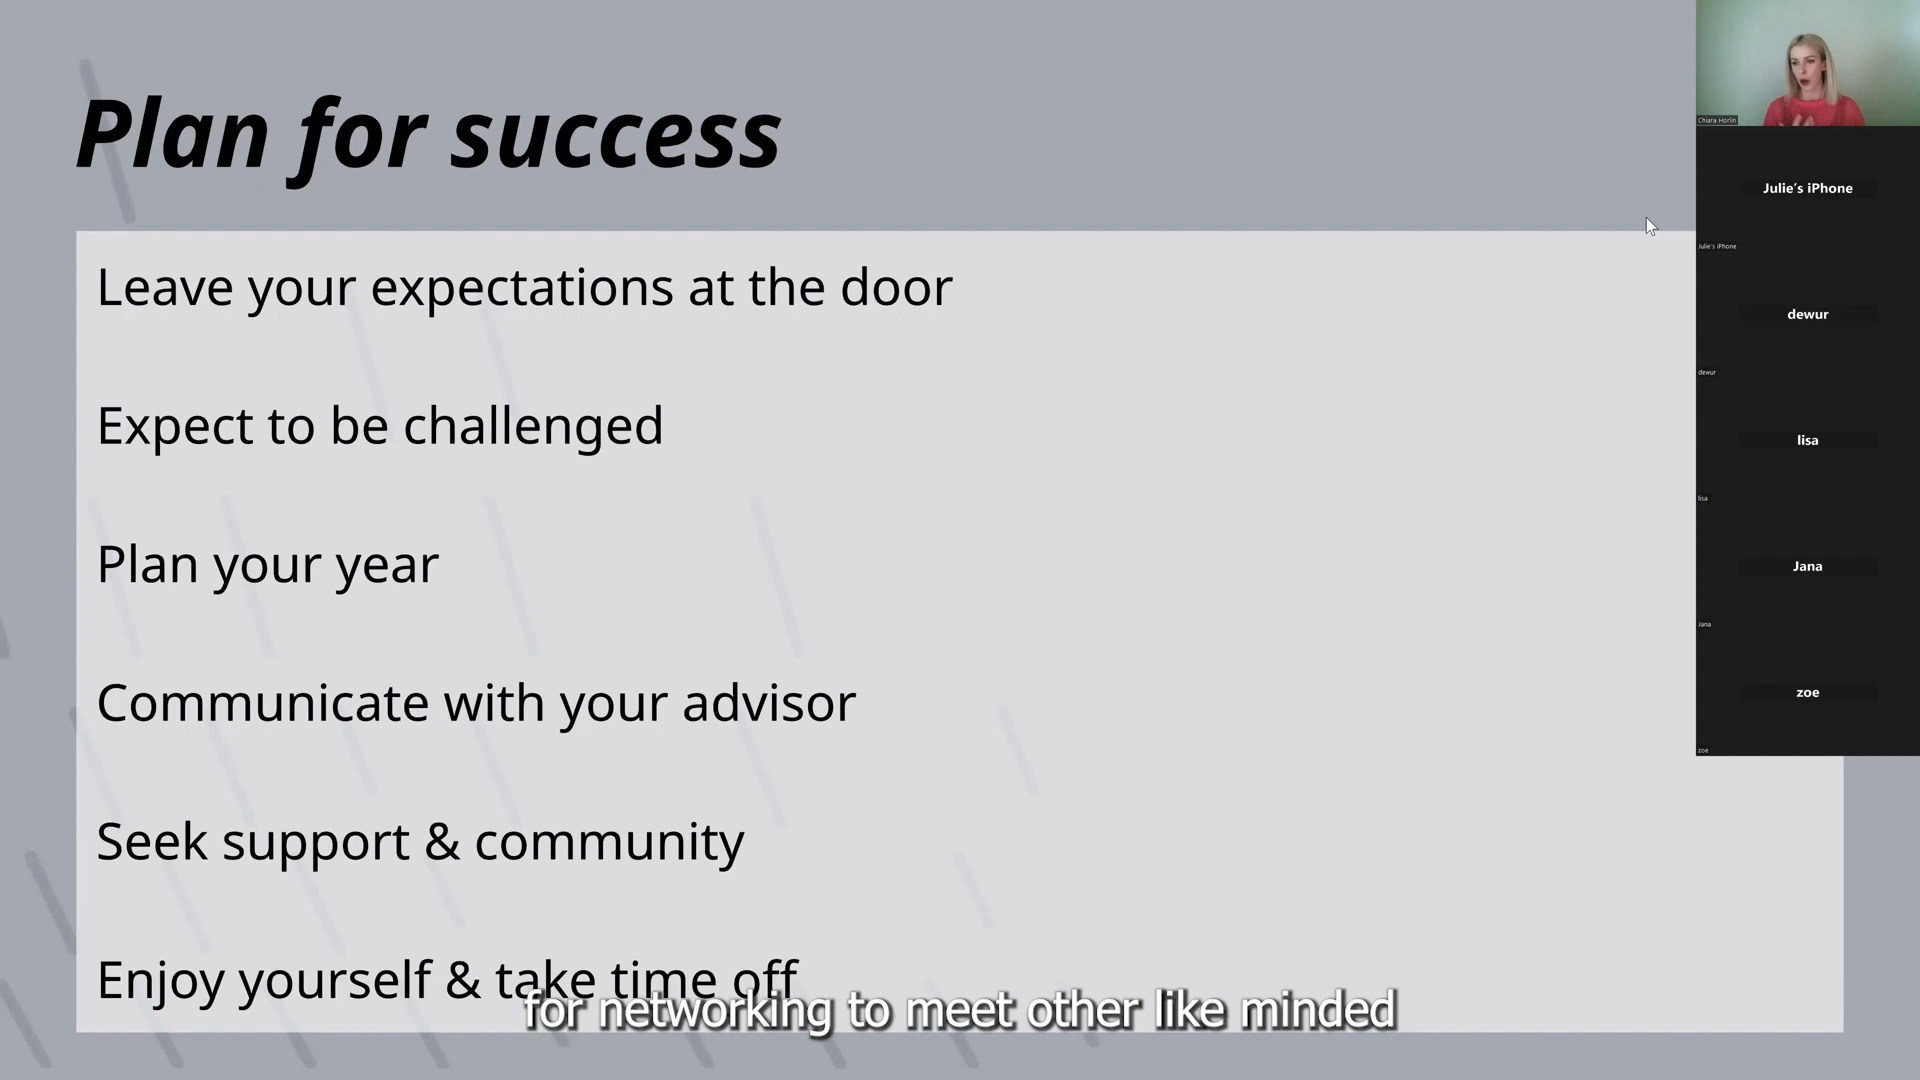 Plan for success
Leave your expectations at the door
Expect to be challenged
Plan your year
Communicate with your advisor
Seek support & community
Enjoy yourself & take time off
for networking to meet other like minded
Chiara Horlin
Julie's iPhone
Julie's iPhone
dewur
dewur
lisa
lisa
Jana
Jana
zoe
zoe